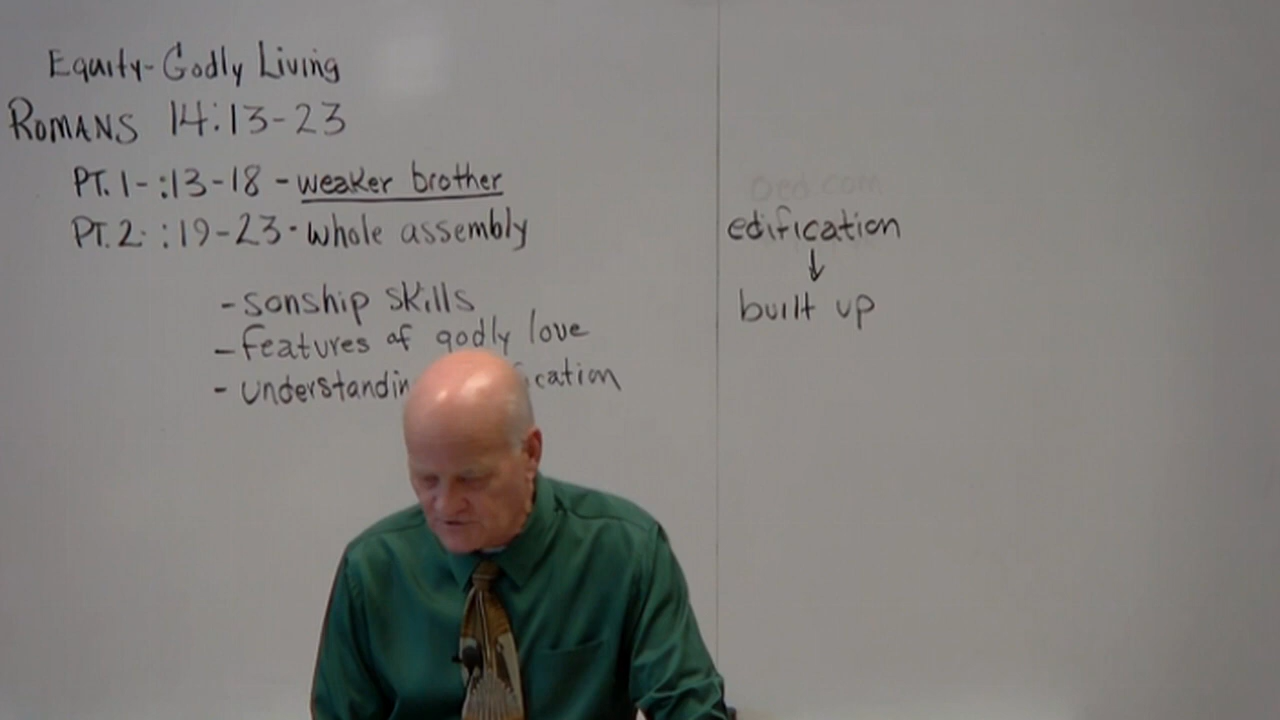 Equity-Godly Living
ROMANS 14:13-23
PT. 1-:13-18 - weaker brother
PT. 2- :19-23 - whole assembly
- sonship skills
- features of godly love
- understandin ication
edification
↓
built up